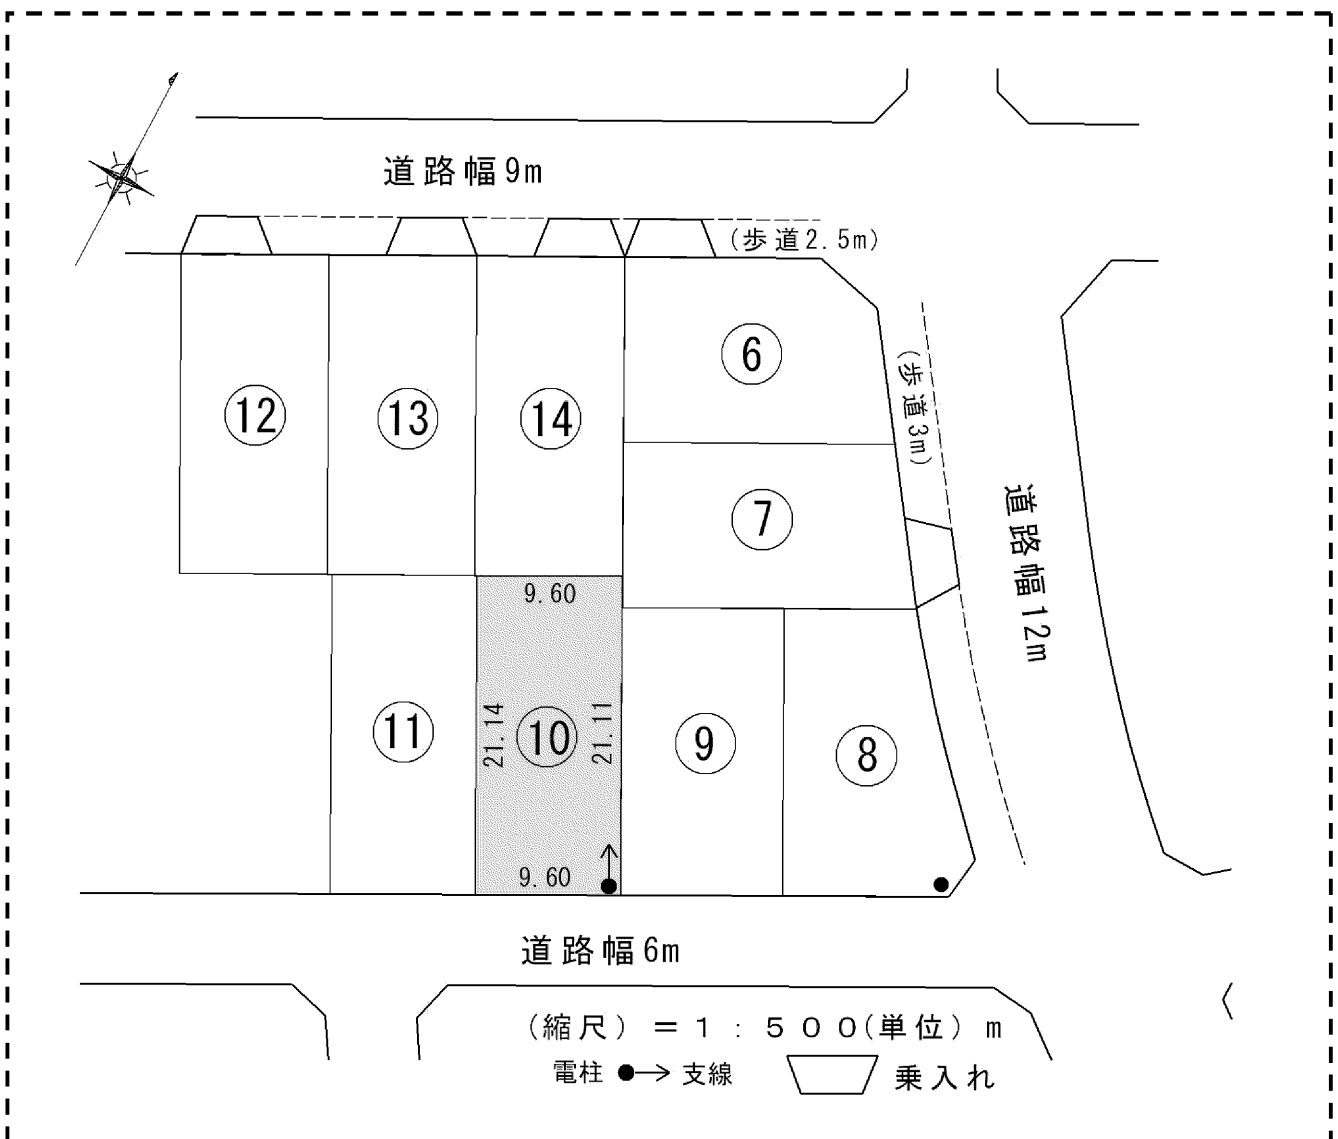 道路幅9m
(歩道2.5m)
⑥
(歩道3m)
⑫
⑬
⑭
道路幅12m
⑦
9.60
⑪
21.14
⑩
21.11
⑨
⑧
9.60
道路幅6m
(縮尺) = 1 : 500(単位) m
電柱 ●→ 支線 乗入れ